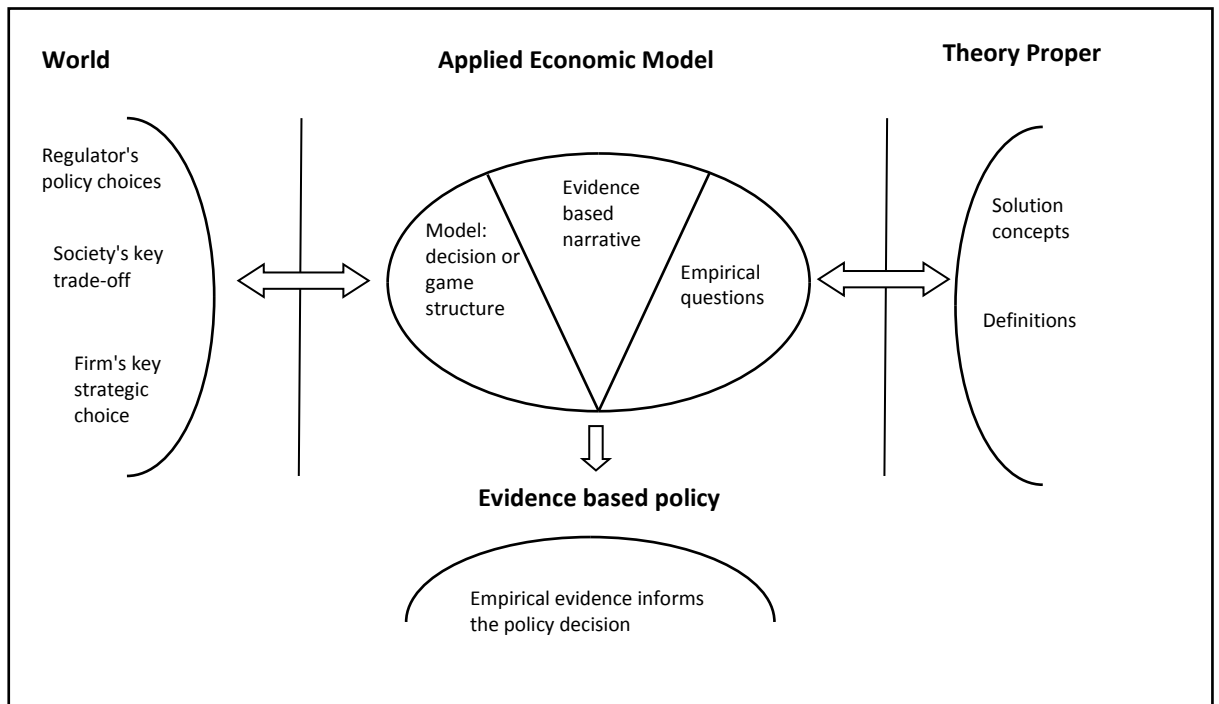 World
Applied Economic Model
Theory Proper
Regulator's
policy choices
Society's key
trade-off
Firm's key
strategic
choice
Model:
decision or
game
structure
Evidence
based
narrative
Empirical
questions
Solution
concepts
Definitions
Evidence based policy
Empirical evidence informs
the policy decision